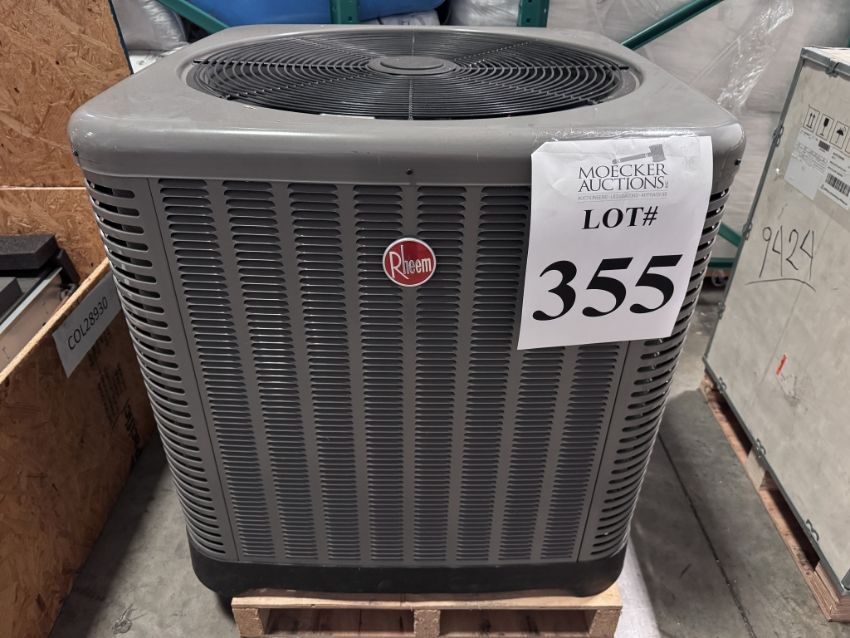 MOECKER
AUCTIONS
LOT#
355
Rheem
COL28930
9424